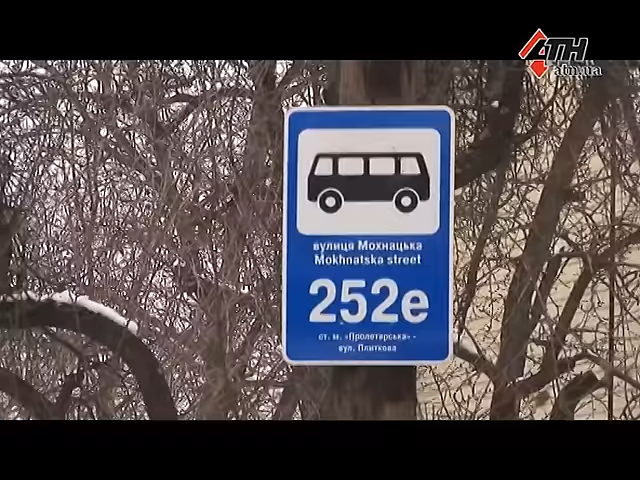 АТН
atn.ua
вулиця Мохнацька
Mokhnatska street
252е
ст. м. «Пролетарська» -
вул. Плиткова